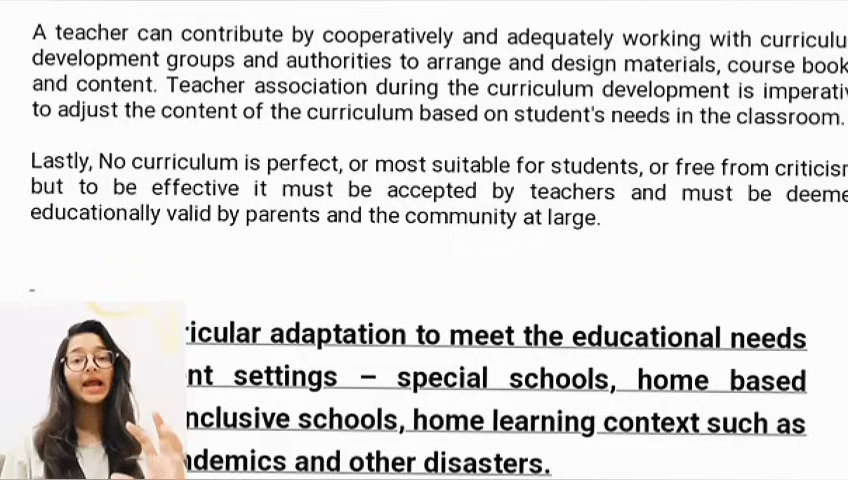 A teacher can contribute by cooperatively and adequately working with curriculu
development groups and authorities to arrange and design materials, course book
and content. Teacher association during the curriculum development is imperativ
to adjust the content of the curriculum based on student's needs in the classroom.
Lastly, No curriculum is perfect, or most suitable for students, or free from criticism
but to be effective it must be accepted by teachers and must be deeme
educationally valid by parents and the community at large.
-
icular adaptation to meet the educational needs
nt settings – special schools, home based
nclusive schools, home learning context such as
demics and other disasters.